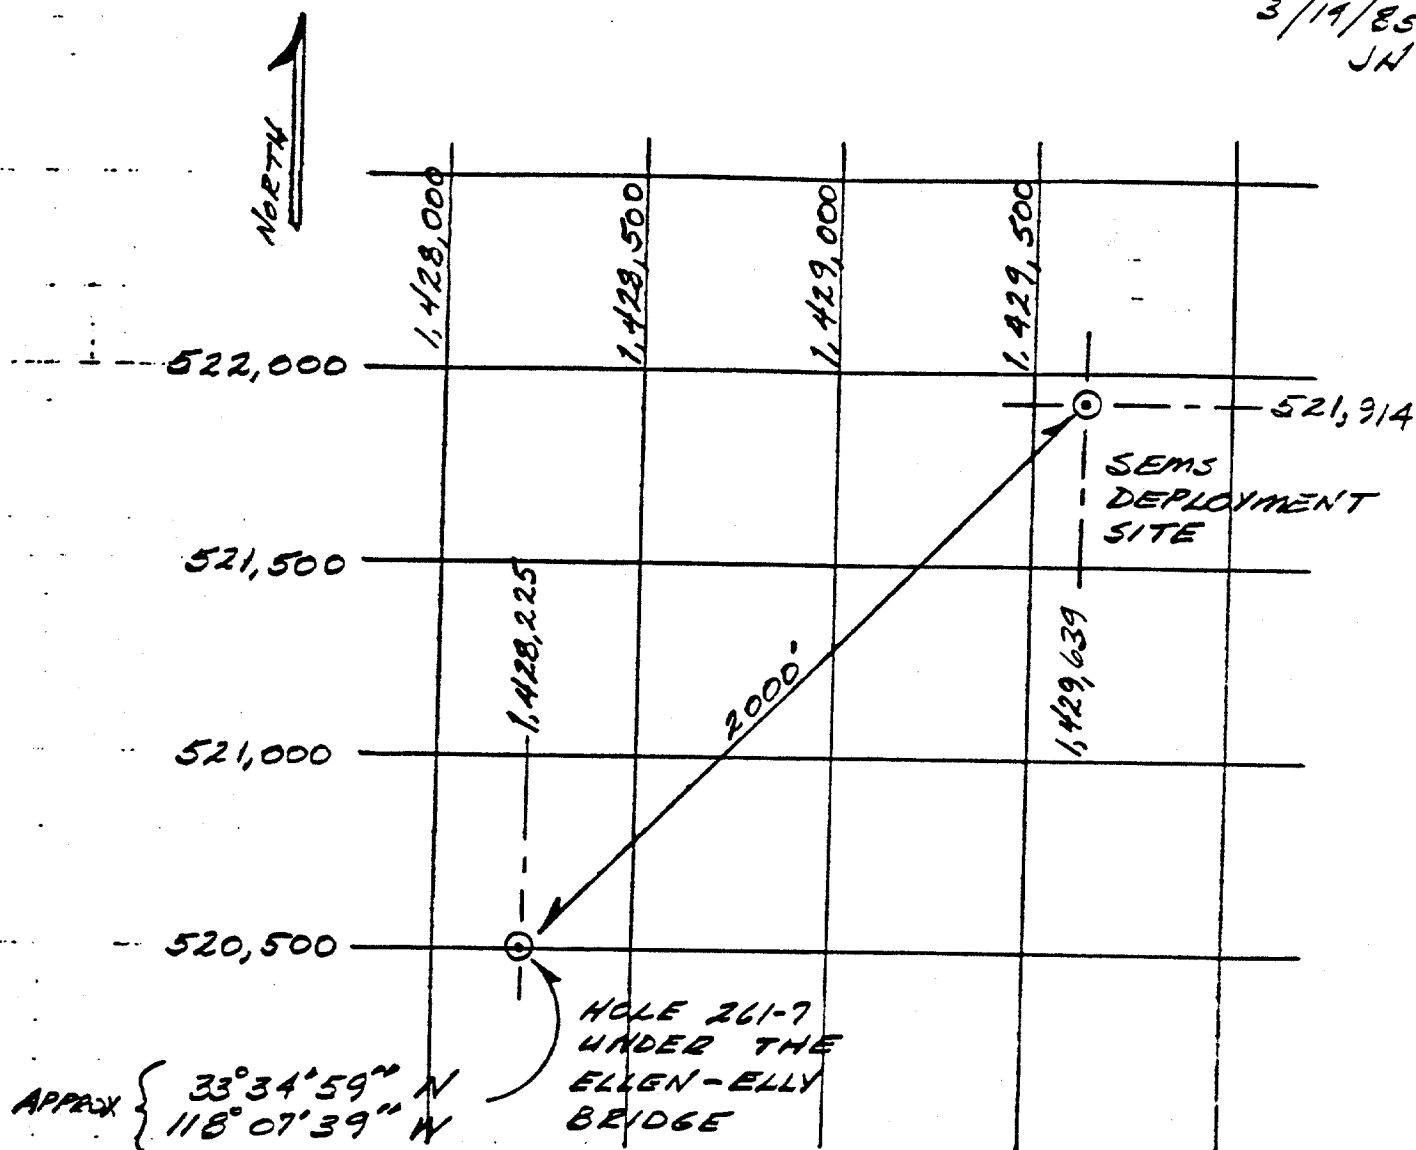 3/19/85
JW
NORTH
1,428,000
1,428,500
1,429,000
1,429,500
522,000
521,914
SEMS
DEPLOYMENT
SITE
521,500
1,428,225
1,429,639
2000'
521,000
520,500
HOLE 261-7
UNDER THE
ELLEN-ELLY
BRIDGE
APPROX { 33°34'59" N
118°07'39" W